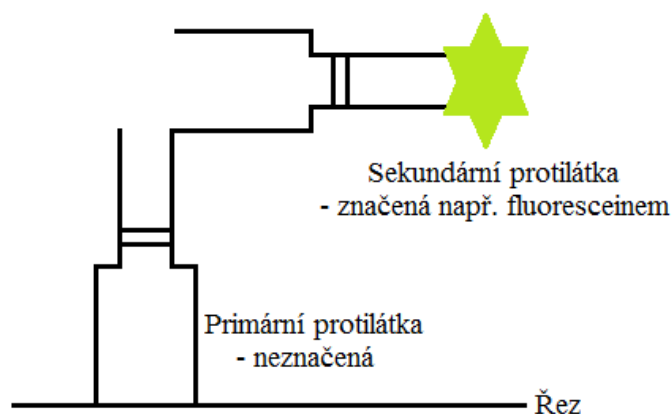 Sekundární protilátka
- značená např. fluoresceinem
Primární protilátka
- neznačená
Řez